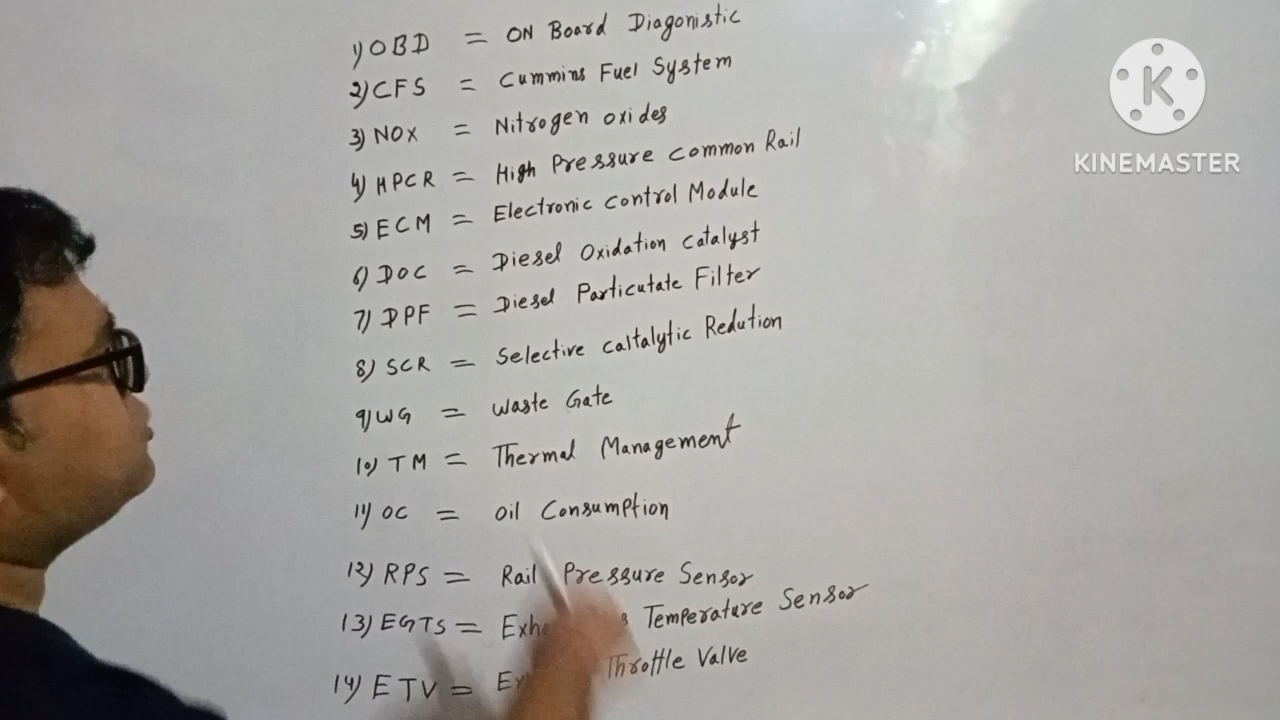 1) OBD = ON Board Diagonistic
2) CFS = Cummins Fuel System
3) NOX = Nitrogen oxides
4) HPCR = High Pressure common Rail
5) ECM = Electronic control Module
6) DOC = Diesel Oxidation catalyst
7) DPF = Diesel Particutate Filter
8) SCR = Selective caltalytic Redution
9) WG = Waste Gate
10) TM = Thermal Management
11) OC = oil Consumption
12) RPS = Rail Pressure Sensor
13) EGTS = Temperature Sensor
14) ETV = Throttle Valve
K
KINEMASTER